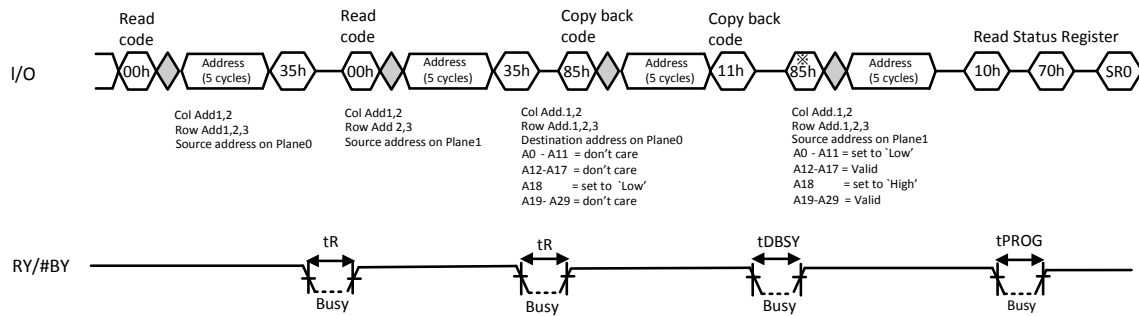 Read
code
Read
code
Copy back
code
Copy back
code
Read Status Register
I/O
00h
Address
(5 cycles)
35h
00h
Address
(5 cycles)
35h
85h
Address
(5 cycles)
11h
※
85h
Address
(5 cycles)
10h
70h
SR0
Col Add1,2
Row Add1,2,3
Source address on Plane0
Col Add1,2
Row Add 2,3
Source address on Plane1
Col Add.1,2
Row Add.1,2,3
Destination address on Plane0
A0 - A11 = don't care
A12-A17 = don't care
A18 = set to `Low'
A19- A29 = don't care
Col Add.1,2
Row Add.1,2,3
Source address on Plane1
A0 - A11 = set to `Low'
A12-A17 = Valid
A18 = set to `High'
A19-A29 = Valid
RY/#BY
tR
Busy
tR
Busy
tDBSY
Busy
tPROG
Busy